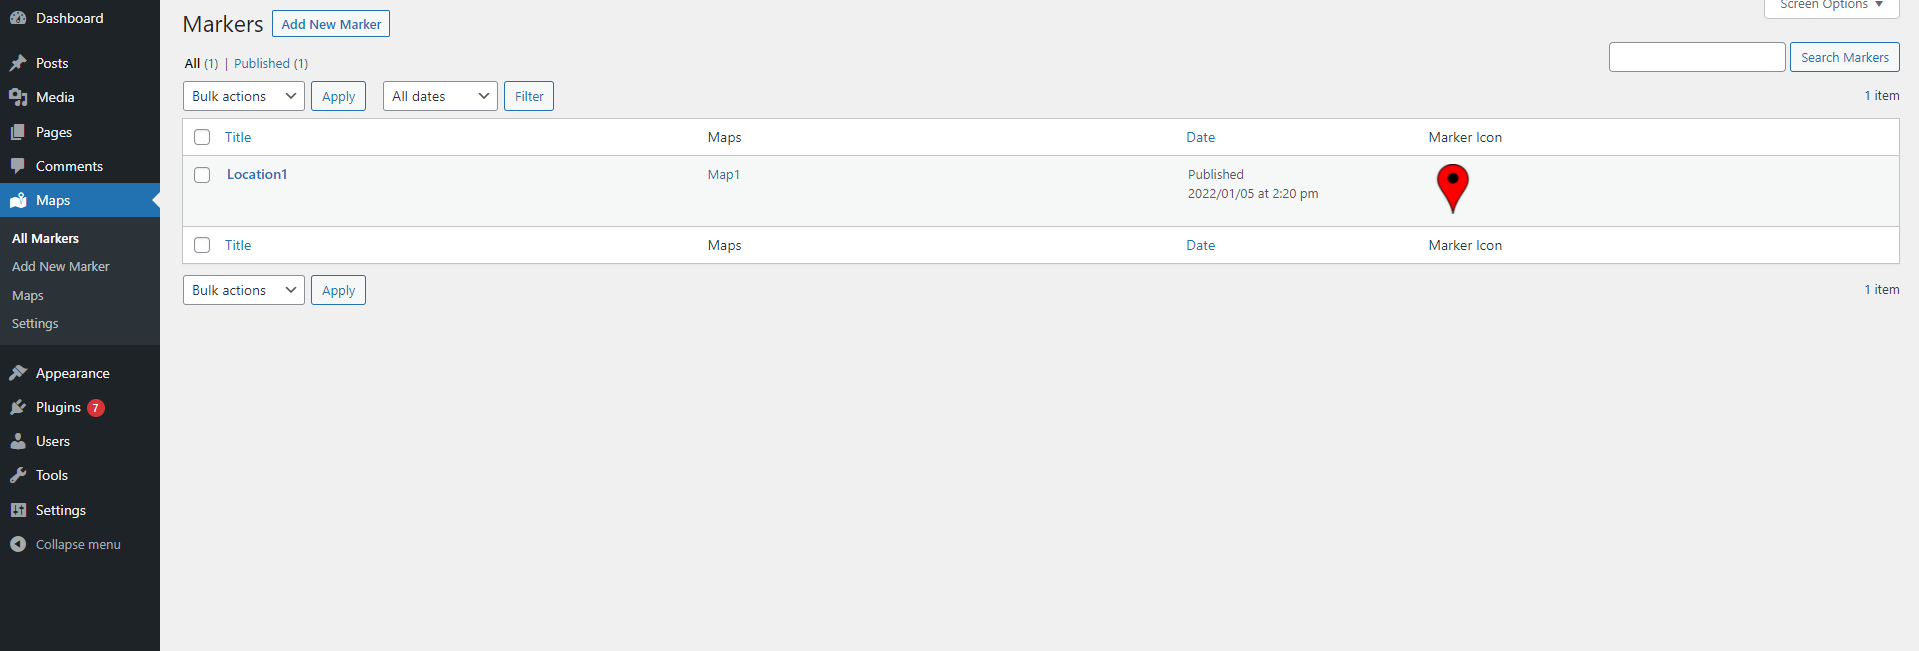 Dashboard
Posts
Media
Pages
Comments
Maps
All Markers
Add New Marker
Maps
Settings
Appearance
Plugins 7
Users
Tools
Settings
Collapse menu
Screen Options
Markers Add New Marker
All (1) | Published (1)
Search Markers
Bulk actions Apply All dates Filter 1 item
Title Maps Date Marker Icon
Location1 Map1 Published
2022/01/05 at 2:20 pm
Title Maps Date Marker Icon
Bulk actions Apply 1 item